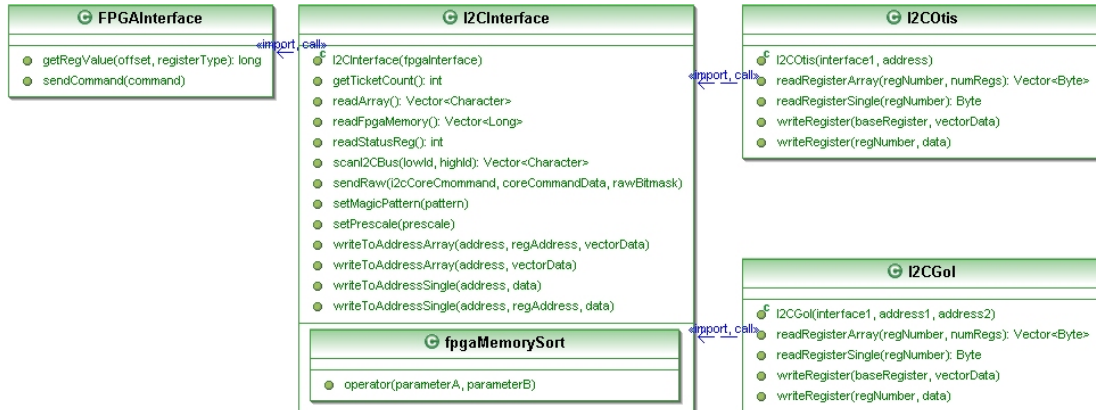 FPGAInterface
getRegValue(offset, registerType): long
sendCommand(command)
«import, call»
I2CInterface
I2CInterface(fpgaInterface)
getTicketCount(): int
readArray(): Vector<Character>
readFpgaMemory(): Vector<Long>
readStatusReg(): int
scanI2CBus(lowId, highId): Vector<Character>
sendRaw(i2cCoreCmommand, coreCommandData, rawBitmask)
setMagicPattern(pattern)
setPrescale(prescale)
writeToAddressArray(address, regAddress, vectorData)
writeToAddressArray(address, vectorData)
writeToAddressSingle(address, data)
writeToAddressSingle(address, regAddress, data)
fpgaMemorySort
operator(parameterA, parameterB)
«import, call»
I2COtis
I2COtis(interface1, address)
readRegisterArray(regNumber, numRegs): Vector<Byte>
readRegisterSingle(regNumber): Byte
writeRegister(baseRegister, vectorData)
writeRegister(regNumber, data)
«import, call»
I2CGol
I2CGol(interface1, address1, address2)
readRegisterArray(regNumber, numRegs): Vector<Byte>
readRegisterSingle(regNumber): Byte
writeRegister(baseRegister, vectorData)
writeRegister(regNumber, data)